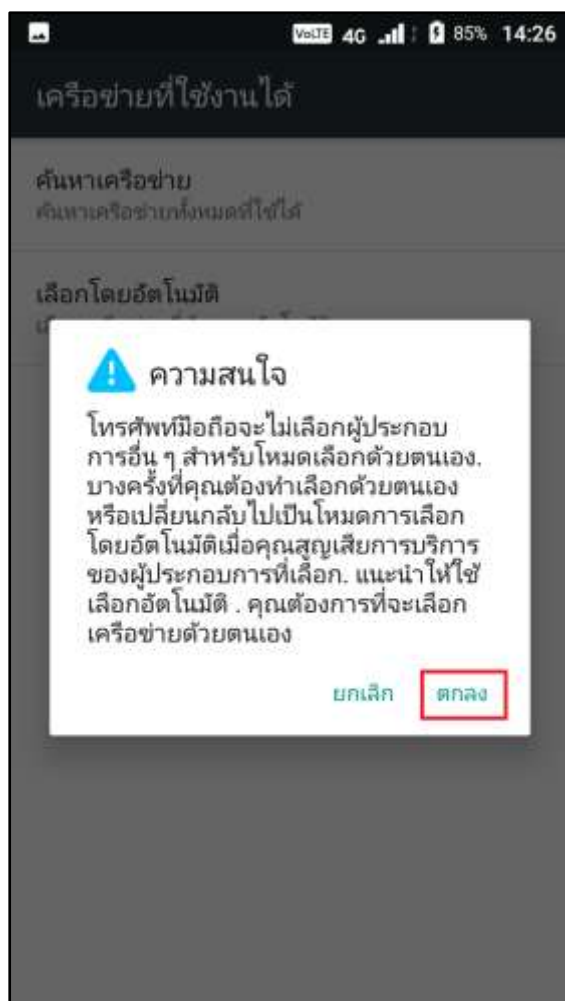 VoLTE 4G 85% 14:26
เครือข่ายที่ใช้งานได้
ค้นหาเครือข่าย
ค้นหาเครือข่ายทั้งหมดที่ใช้ได้
เลือกโดยอัตโนมัติ
ความสนใจ
โทรศัพท์มือถือจะไม่เลือกผู้ประกอบ
การอื่น ๆ สำหรับโหมดเลือกด้วยตนเอง.
บางครั้งที่คุณต้องทำเลือกด้วยตนเอง
หรือเปลี่ยนกลับไปเป็นโหมดการเลือก
โดยอัตโนมัติเมื่อคุณสูญเสียการบริการ
ของผู้ประกอบการที่เลือก. แนะนำให้ใช้
เลือกอัตโนมัติ . คุณต้องการที่จะเลือก
เครือข่ายด้วยตนเอง
ยกเลิก ตกลง